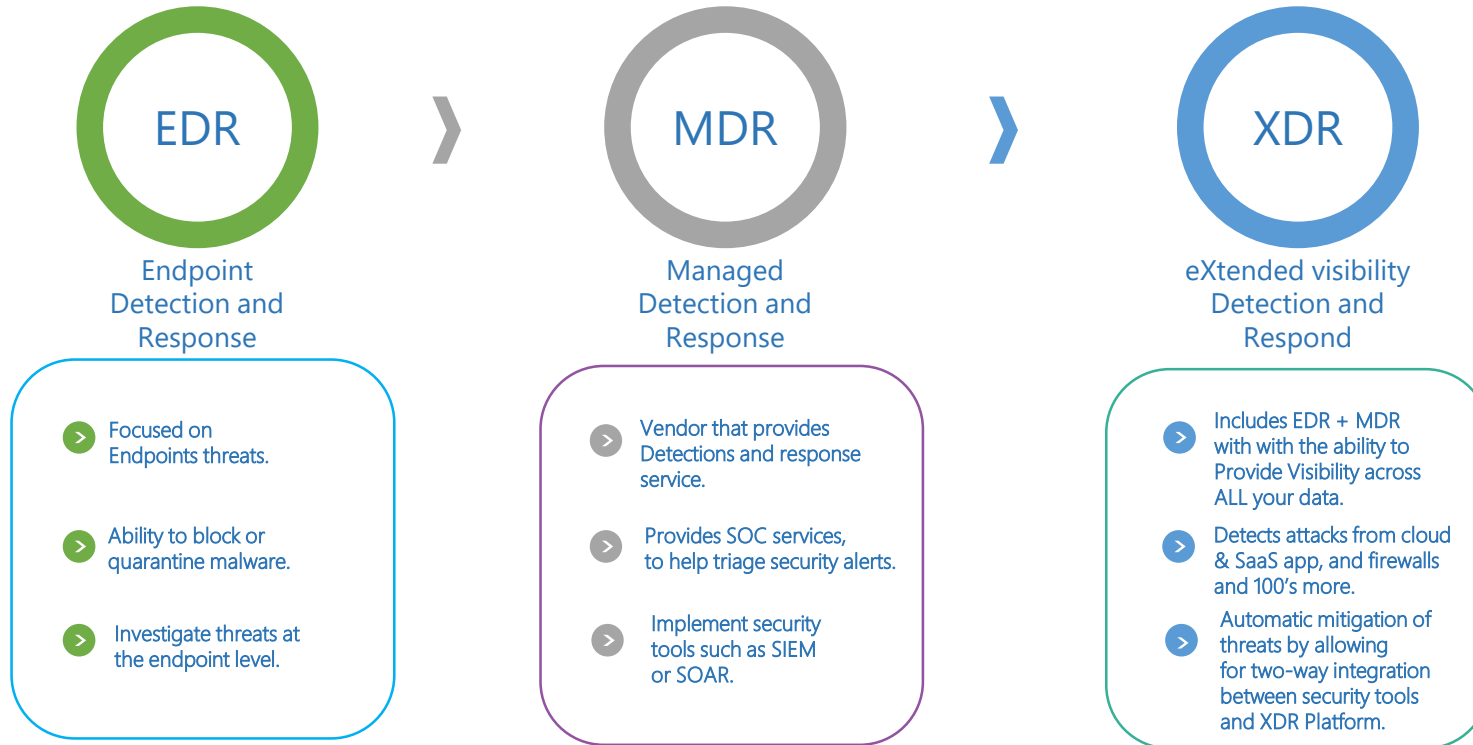 EDR
Endpoint
Detection and
Response
Focused on
Endpoints threats.
Ability to block or
quarantine malware.
Investigate threats at
the endpoint level.
MDR
Managed
Detection and
Response
Vendor that provides
Detections and response
service.
Provides SOC services,
to help triage security alerts.
Implement security
tools such as SIEM
or SOAR.
XDR
eXtended visibility
Detection and
Respond
Includes EDR + MDR
with with the ability to
Provide Visibility across
ALL your data.
Detects attacks from cloud
& SaaS app, and firewalls
and 100's more.
Automatic mitigation of
threats by allowing
for two-way integration
between security tools
and XDR Platform.